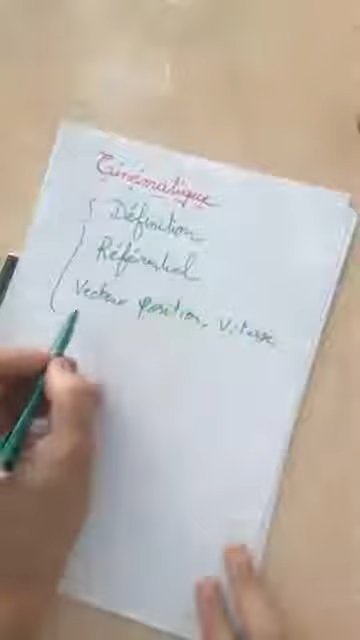 Cinématique
Définition
Référentiel
Vecteur position, Vitesse